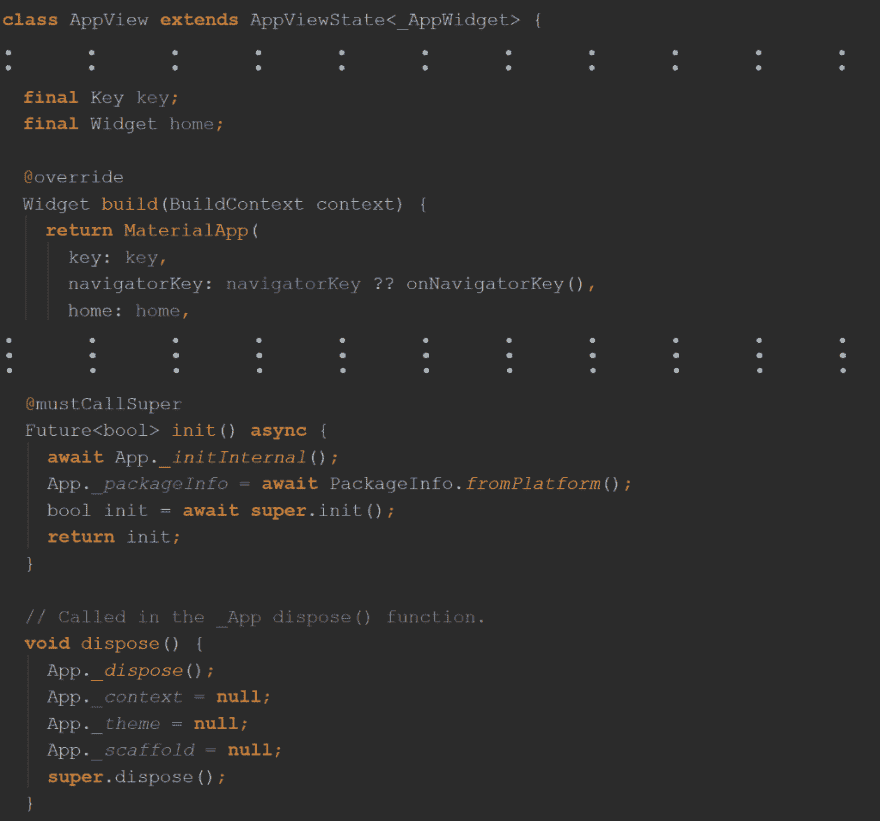 class AppView extends AppViewState<_AppWidget> {
final Key key;
final Widget home;
@override
Widget build(BuildContext context) {
return MaterialApp(
key: key,
navigatorKey: navigatorKey ?? onNavigatorKey(),
home: home,
@mustCallSuper
Future<bool> init() async {
await App._initInternal();
App._packageInfo = await PackageInfo.fromPlatform();
bool init = await super.init();
return init;
}
// Called in the _App dispose() function.
void dispose() {
App._dispose();
App._context = null;
App._theme = null;
App._scaffold = null;
super.dispose();
}